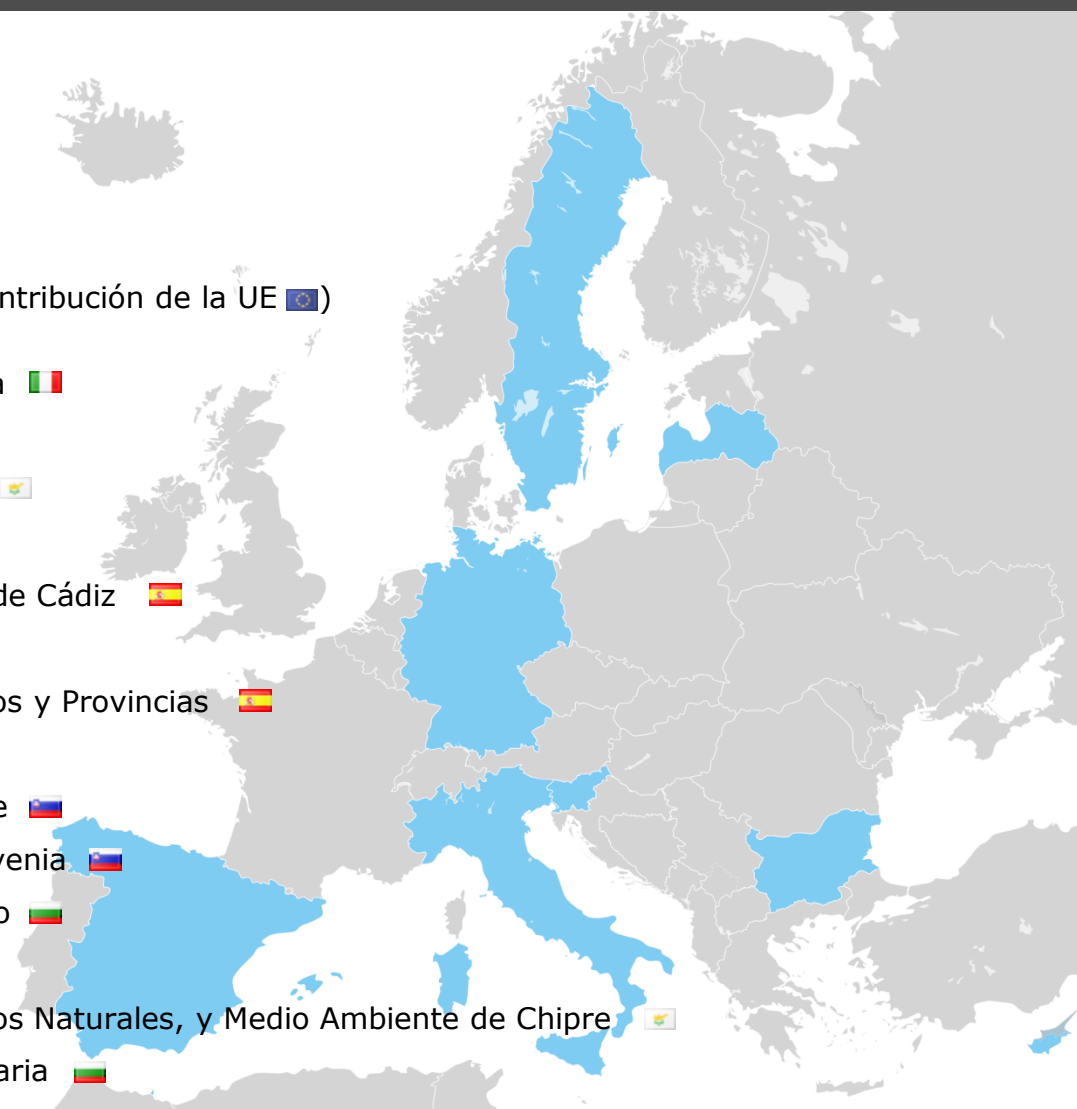 ntribución de la UE )
a
de Cádiz
os y Provincias
e
venia
o
os Naturales, y Medio Ambiente de Chipre
aria